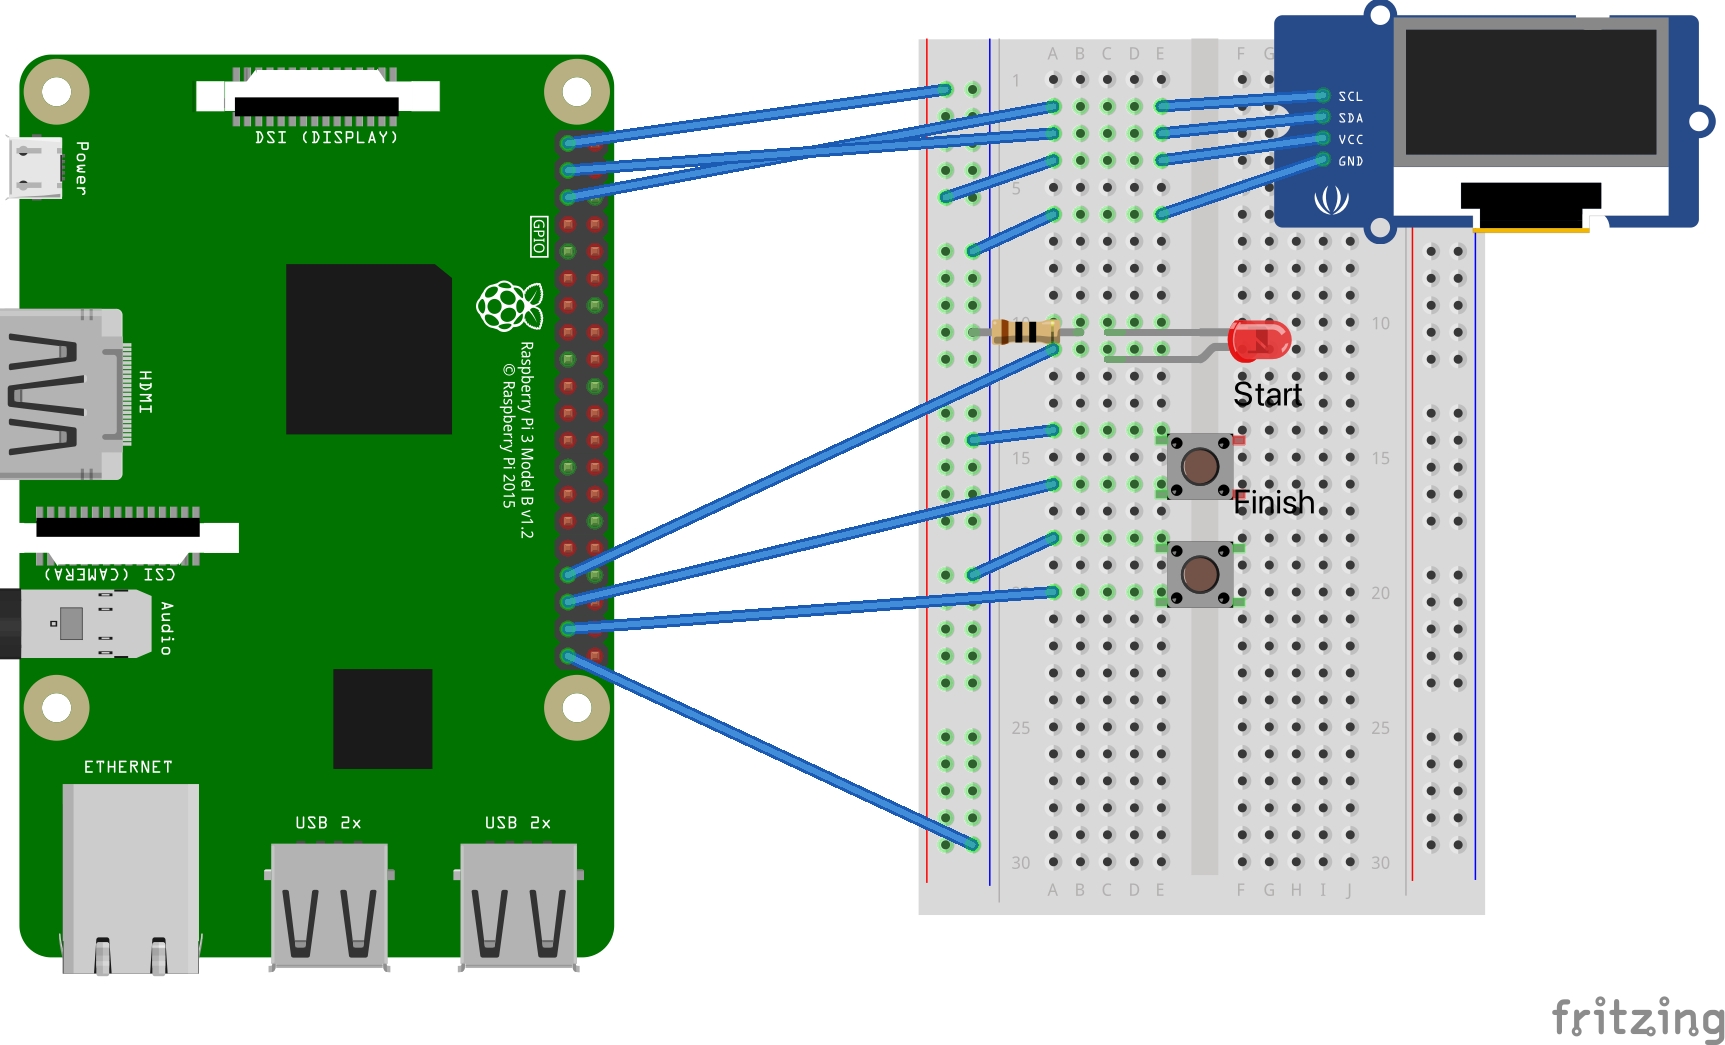 DSI (DISPLAY)
Power
GPIO
HDMI
Raspberry Pi 3 Model B v1.2
© Raspberry Pi 2015
CSI (CAMERA)
Audio
ETHERNET
USB 2x
USB 2x
A B C D E F G
1
5
10 10
15 15
20 20
25 25
30 30
A B C D E F G H I J
SCL
SDA
VCC
GND
Start
Finish
fritzing